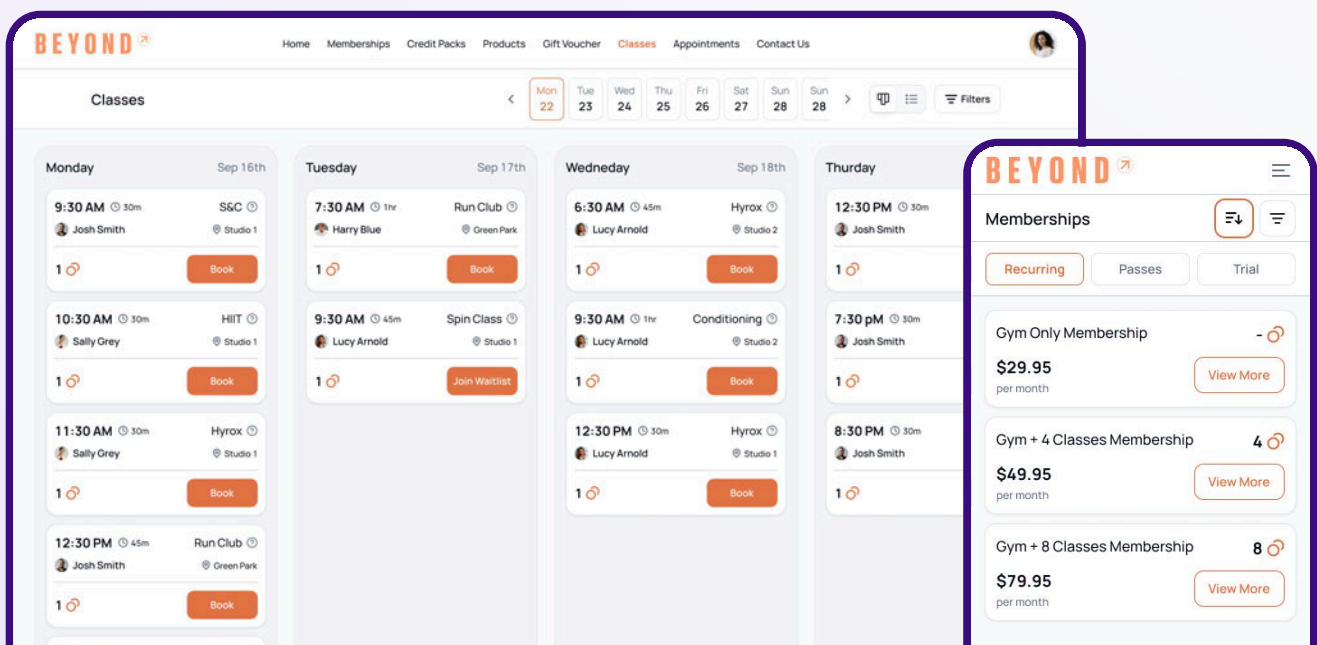 BEYOND
Home Memberships Credit Packs Products Gift Voucher Classes Appointments Contact Us
Classes
Mon 22
Tue 23
Wed 24
Thu 25
Fri 26
Sat 27
Sun 28
Sun 28
Filters
Monday Sep 16th
9:30 AM 30m S&C
Josh Smith Studio 1
1 Book
10:30 AM 30m HIIT
Sally Grey Studio 1
1 Book
11:30 AM 30m Hyrox
Sally Grey Studio 1
1 Book
12:30 PM 45m Run Club
Josh Smith Green Park
1 Book
Tuesday Sep 17th
7:30 AM 1hr Run Club
Harry Blue Green Park
1 Book
9:30 AM 45m Spin Class
Lucy Arnold Studio 1
1 Join Waitlist
Wedneday Sep 18th
6:30 AM 45m Hyrox
Lucy Arnold Studio 2
1 Book
9:30 AM 1hr Conditioning
Lucy Arnold Studio 2
1 Book
12:30 PM 30m Hyrox
Lucy Arnold Studio 1
1 Book
Thurday
12:30 PM 30m
Josh Smith
1
7:30 pM 30m
Josh Smith
1
8:30 PM 30m
Josh Smith
1
BEYOND
Memberships
Recurring Passes Trial
Gym Only Membership -
$29.95
per month
View More
Gym + 4 Classes Membership 4
$49.95
per month
View More
Gym + 8 Classes Membership 8
$79.95
per month
View More